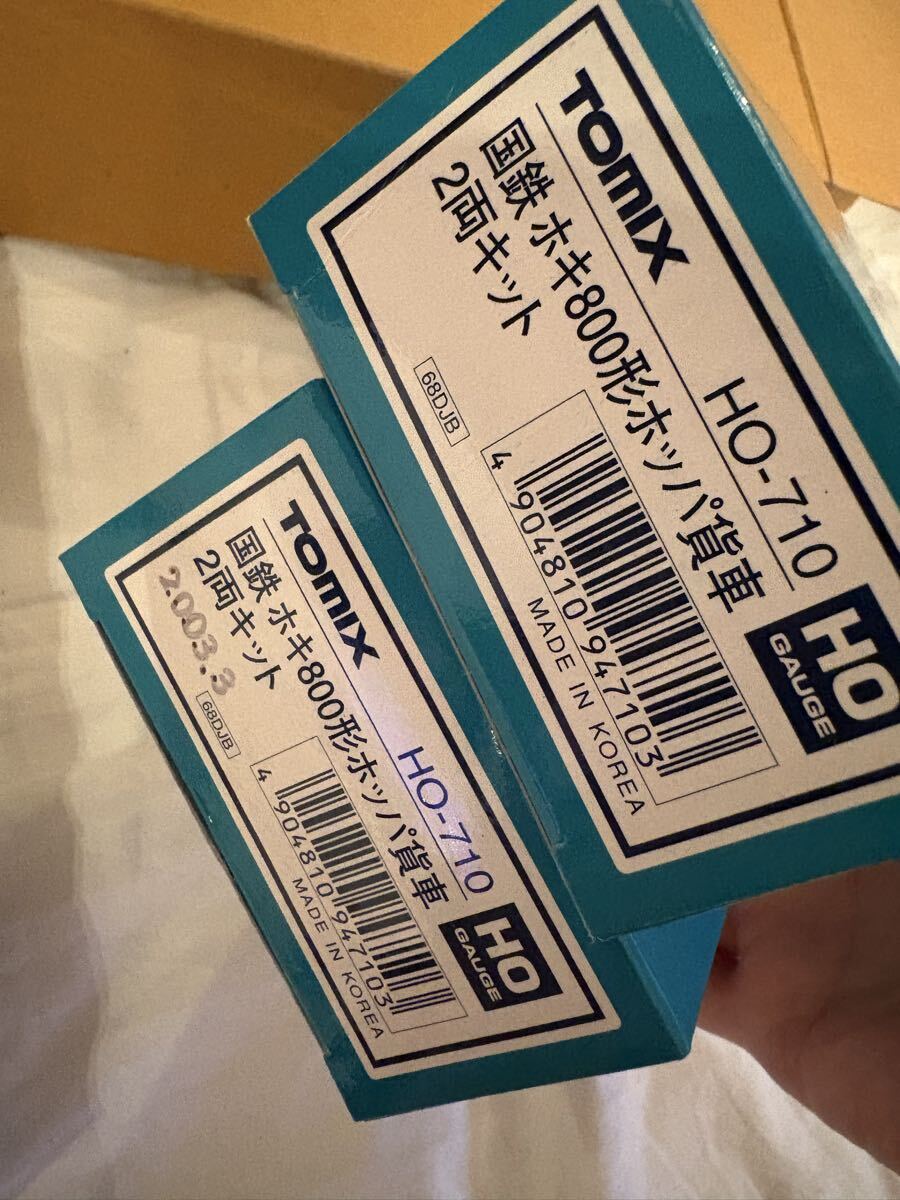 TOMIX
HO-710
国鉄 ホキ800形ホッパ貨車
2両キット
68DJB
4 904810 947103
MADE IN KOREA
HO
GAUGE
TOMIX
HO-710
国鉄 ホキ800形ホッパ貨車
2両キット
2003.3
68DJB
4 904810 947103
MADE IN KOREA
HO
GAUGE